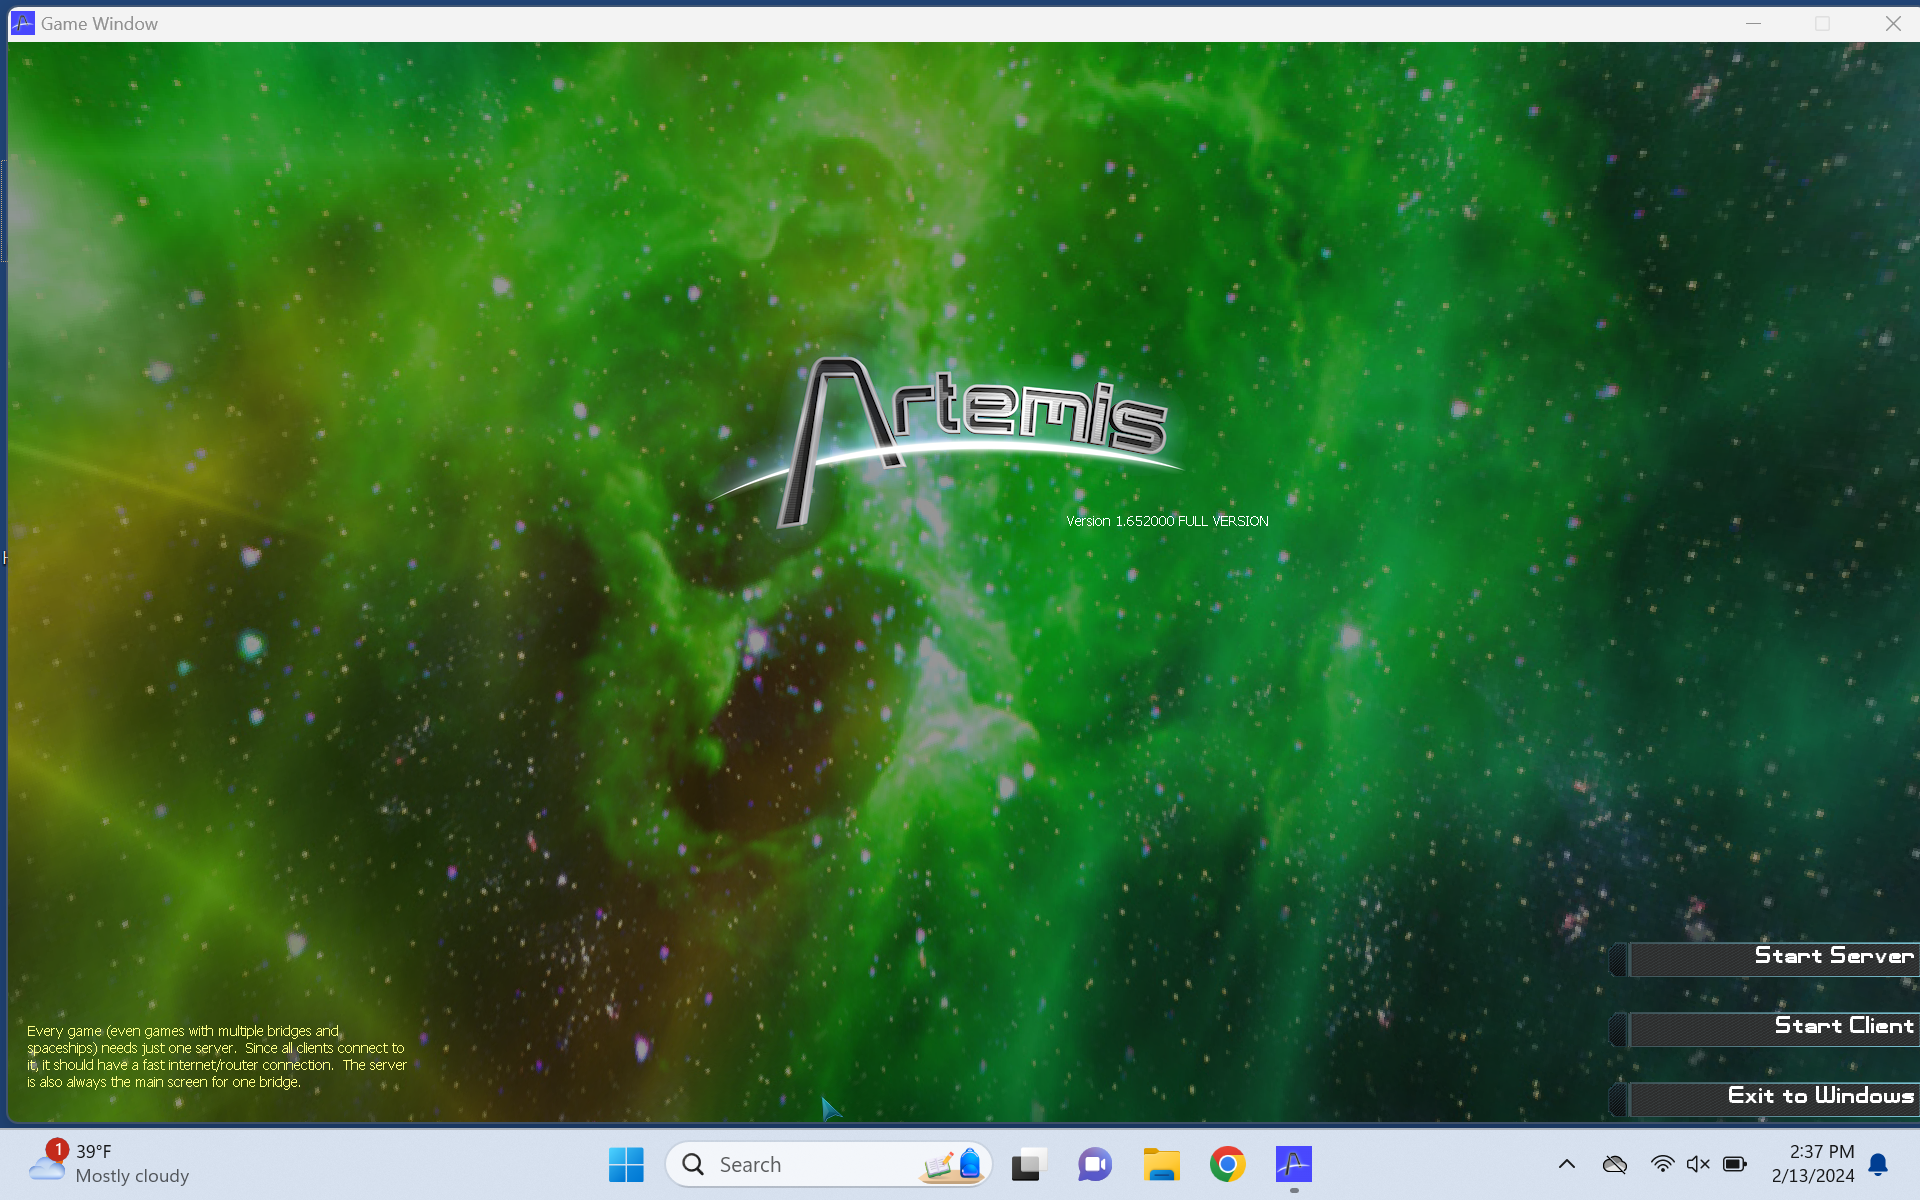 Game Window
Artemis
Version 1.652000 FULL VERSION
Start Server
Start Client
Exit to Windows
Every game (even games with multiple bridges and
spaceships) needs just one server.  Since all clients connect to
it, it should have a fast internet/router connection.  The server
is also always the main screen for one bridge.
1
39°F
Mostly cloudy
Search
2:37 PM
2/13/2024